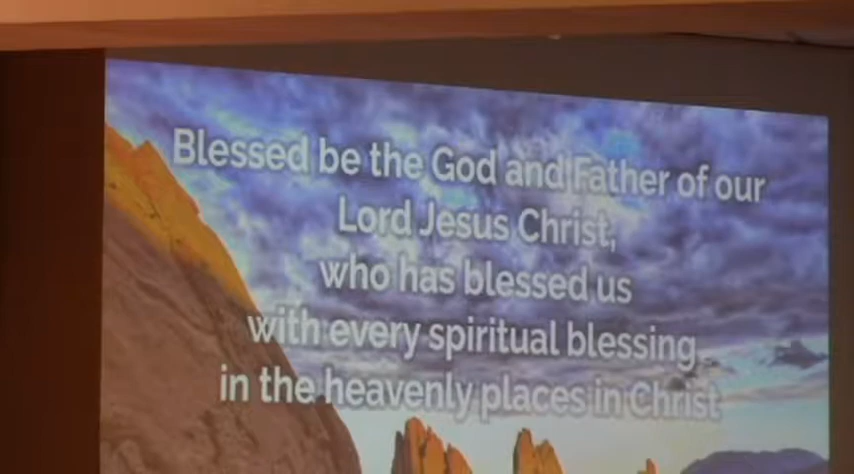 Blessed be the God and Father of our
Lord Jesus Christ,
who has blessed us
with every spiritual blessing
in the heavenly places in Christ